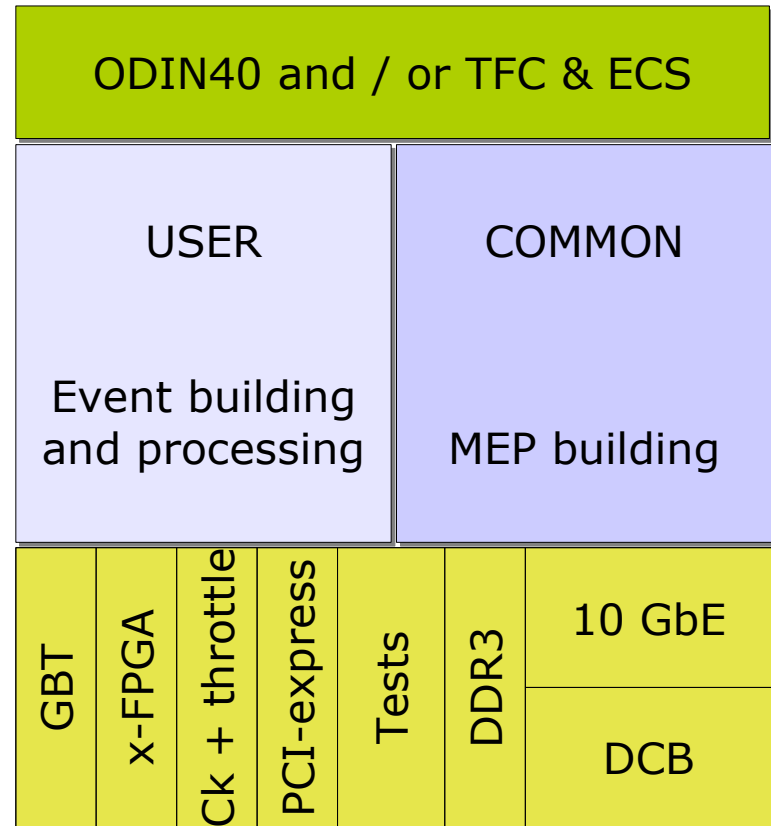 ODIN40 and / or TFC & ECS
USER
Event building
and processing
COMMON
MEP building
GBT
x-FPGA
Ck + throttle
PCI-express
Tests
DDR3
10 GbE
DCB